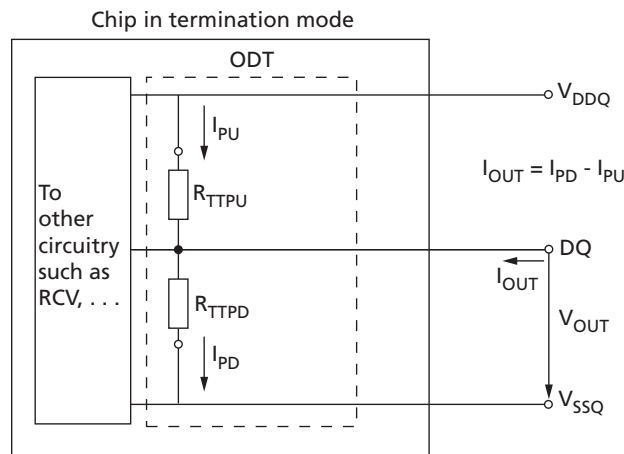 Chip in termination mode
ODT
V_DDQ
I_PU
I_OUT = I_PD - I_PU
R_TTPU
To
other
circuitry
such as
RCV, . . .
DQ
I_OUT
R_TTPD
V_OUT
I_PD
V_SSQ